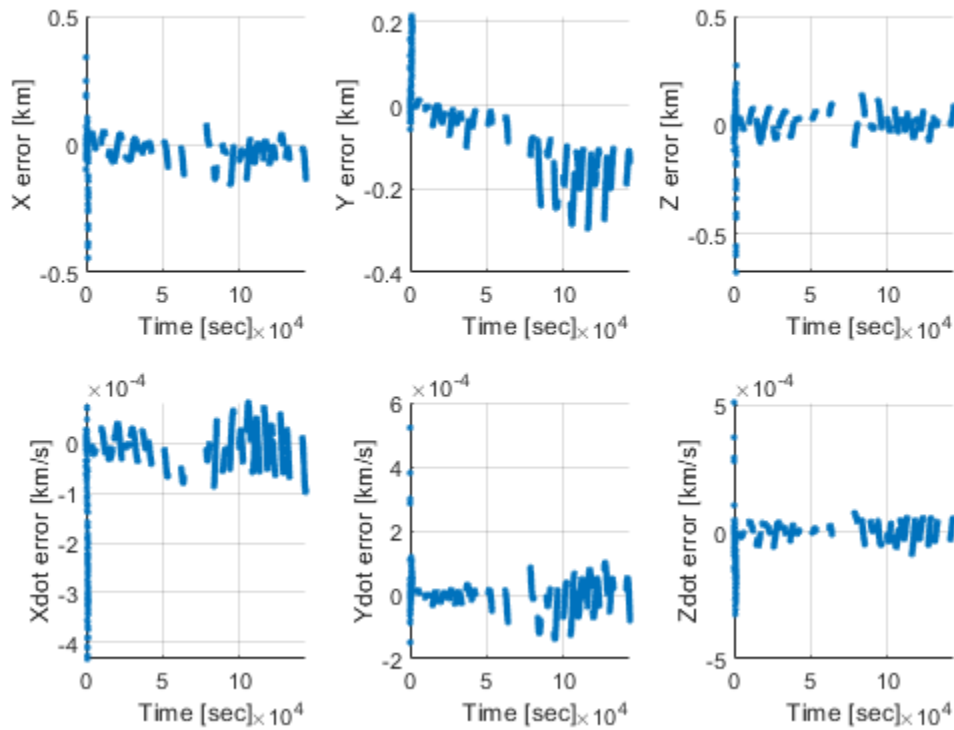 0.5
0
-0.5
X error [km]
0 5 10
Time [sec] ×10^4
0.2
0
-0.2
-0.4
Y error [km]
0 5 10
Time [sec] ×10^4
0.5
0
-0.5
Z error [km]
0 5 10
Time [sec] ×10^4
×10^-4
0
-1
-2
-3
-4
Xdot error [km/s]
0 5 10
Time [sec] ×10^4
×10^-4
6
4
2
0
-2
Ydot error [km/s]
0 5 10
Time [sec] ×10^4
×10^-4
5
0
-5
Zdot error [km/s]
0 5 10
Time [sec] ×10^4